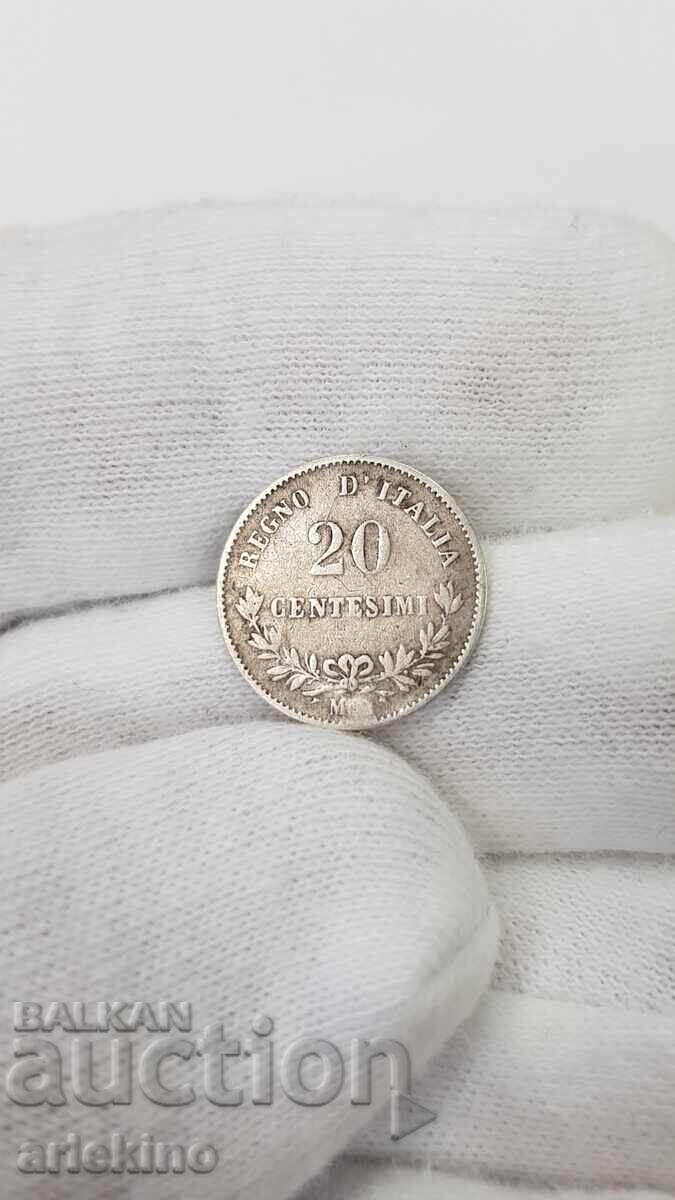 REGNO D'ITALIA
20
CENTESIMI
M
BALKAN
auction
arlekino